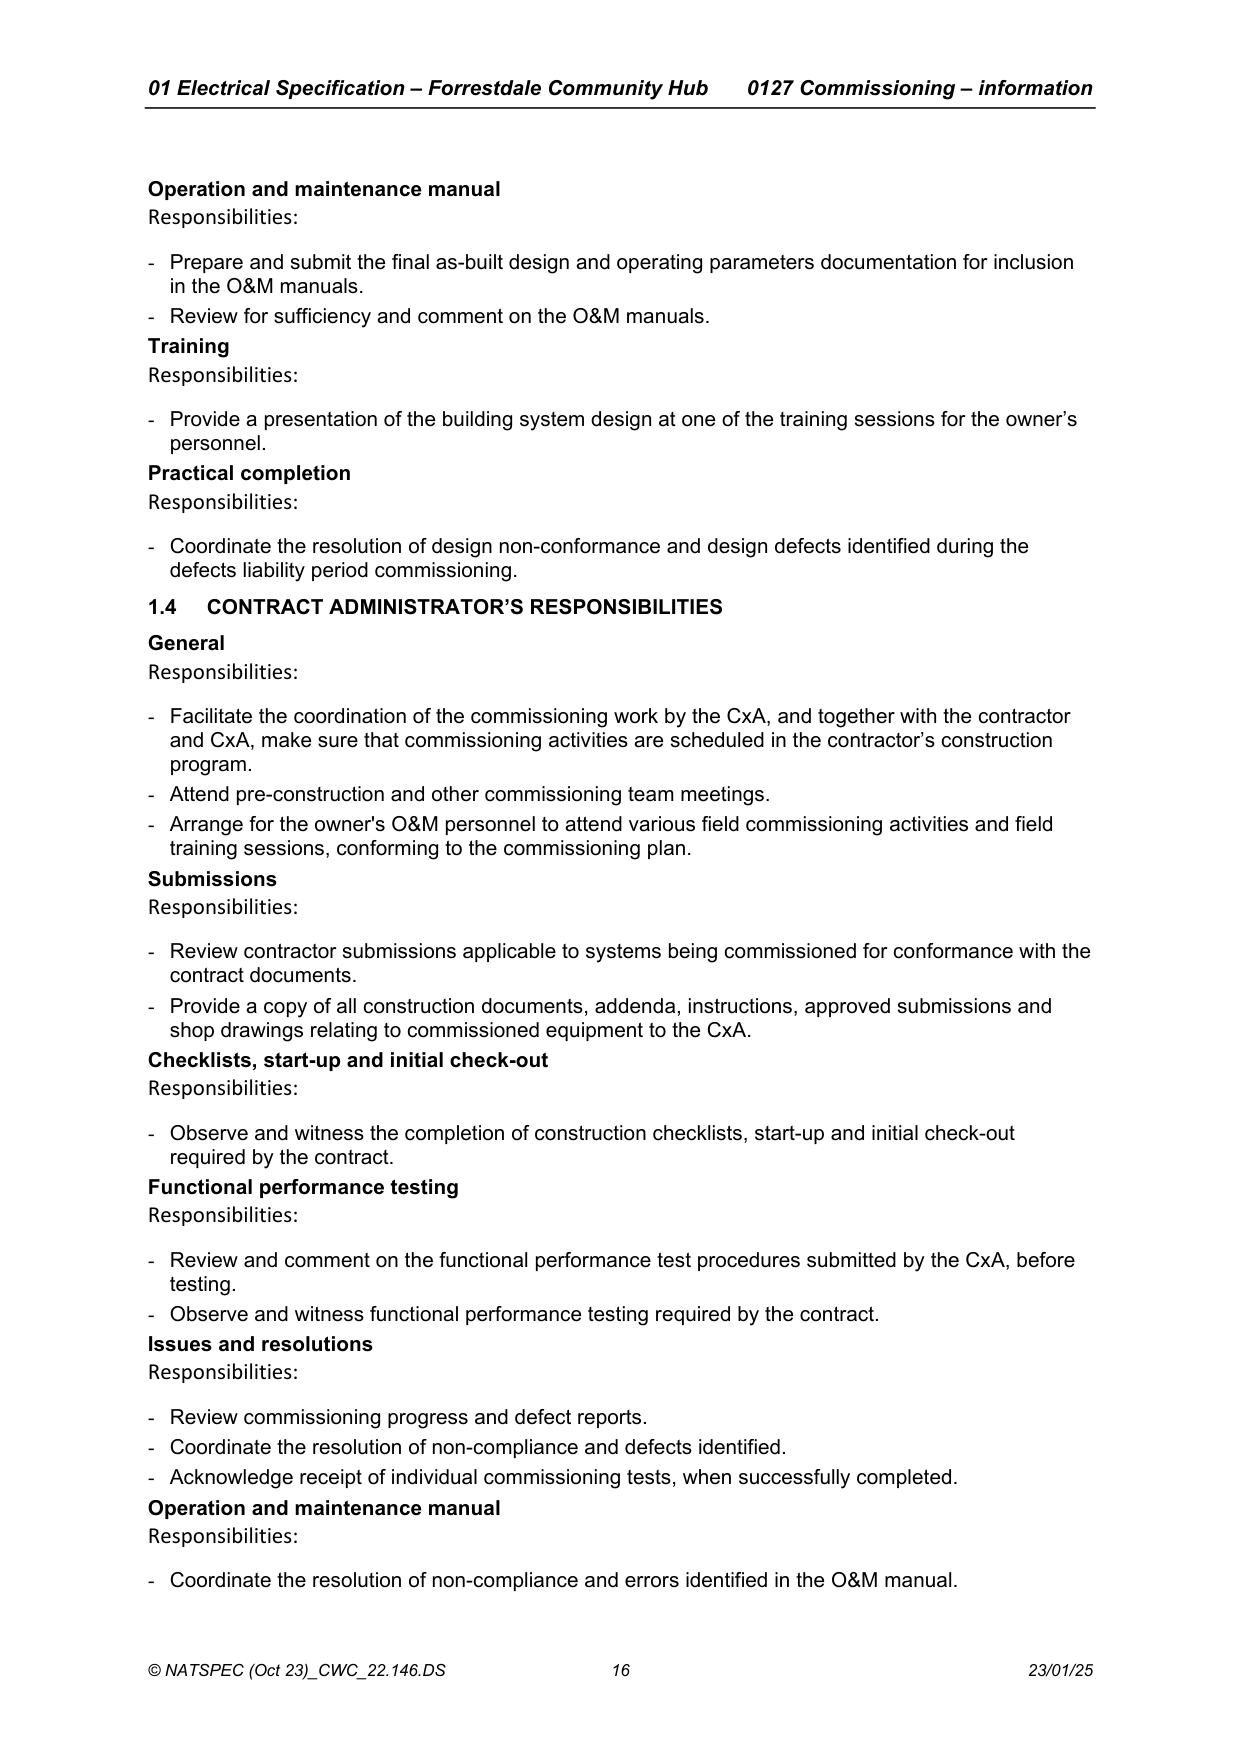 01 Electrical Specification – Forrestdale Community Hub 0127 Commissioning – information
Operation and maintenance manual
Responsibilities:
- Prepare and submit the final as-built design and operating parameters documentation for inclusion
in the O&M manuals.
- Review for sufficiency and comment on the O&M manuals.
Training
Responsibilities:
- Provide a presentation of the building system design at one of the training sessions for the owner’s
personnel.
Practical completion
Responsibilities:
- Coordinate the resolution of design non-conformance and design defects identified during the
defects liability period commissioning.
1.4 CONTRACT ADMINISTRATOR’S RESPONSIBILITIES
General
Responsibilities:
- Facilitate the coordination of the commissioning work by the CxA, and together with the contractor
and CxA, make sure that commissioning activities are scheduled in the contractor’s construction
program.
- Attend pre-construction and other commissioning team meetings.
- Arrange for the owner's O&M personnel to attend various field commissioning activities and field
training sessions, conforming to the commissioning plan.
Submissions
Responsibilities:
- Review contractor submissions applicable to systems being commissioned for conformance with the
contract documents.
- Provide a copy of all construction documents, addenda, instructions, approved submissions and
shop drawings relating to commissioned equipment to the CxA.
Checklists, start-up and initial check-out
Responsibilities:
- Observe and witness the completion of construction checklists, start-up and initial check-out
required by the contract.
Functional performance testing
Responsibilities:
- Review and comment on the functional performance test procedures submitted by the CxA, before
testing.
- Observe and witness functional performance testing required by the contract.
Issues and resolutions
Responsibilities:
- Review commissioning progress and defect reports.
- Coordinate the resolution of non-compliance and defects identified.
- Acknowledge receipt of individual commissioning tests, when successfully completed.
Operation and maintenance manual
Responsibilities:
- Coordinate the resolution of non-compliance and errors identified in the O&M manual.
© NATSPEC (Oct 23)_CWC_22.146.DS 16 23/01/25